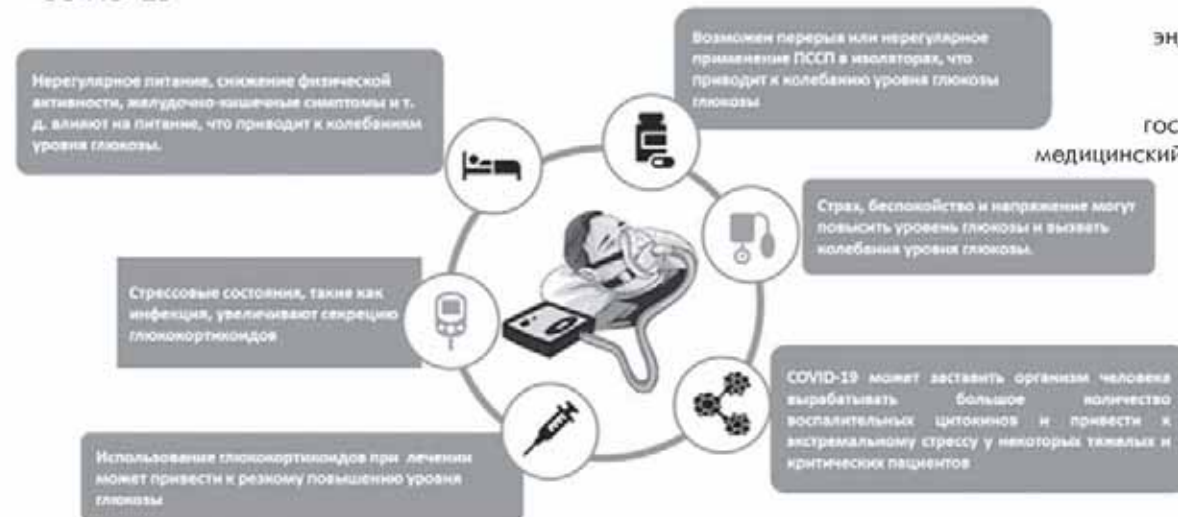 Возможен перерыв или нерегулярное
применение ПССП в изоляторах, что
приводит к колебанию уровня глюкозы
глюкозы
Нерегулярное питание, снижение физической
активности, желудочно-кишечные симптомы и т.
д. влияют на питание, что приводит к колебаниям
уровня глюкозы.
Страх, беспокойство и напряжение могут
повысить уровень глюкозы и вызвать
колебания уровня глюкозы.
Стрессовые состояния, такие как
инфекция, увеличивают секрецию
глюкокортикоидов
COVID-19 может заставить организм человека
вырабатывать большое количество
воспалительных цитокинов и привести к
экстремальному стрессу у некоторых тяжелых и
критических пациентов
Использование глюкокортикоидов при лечении
может привести к резкому повышению уровня
глюкозы
медицинский